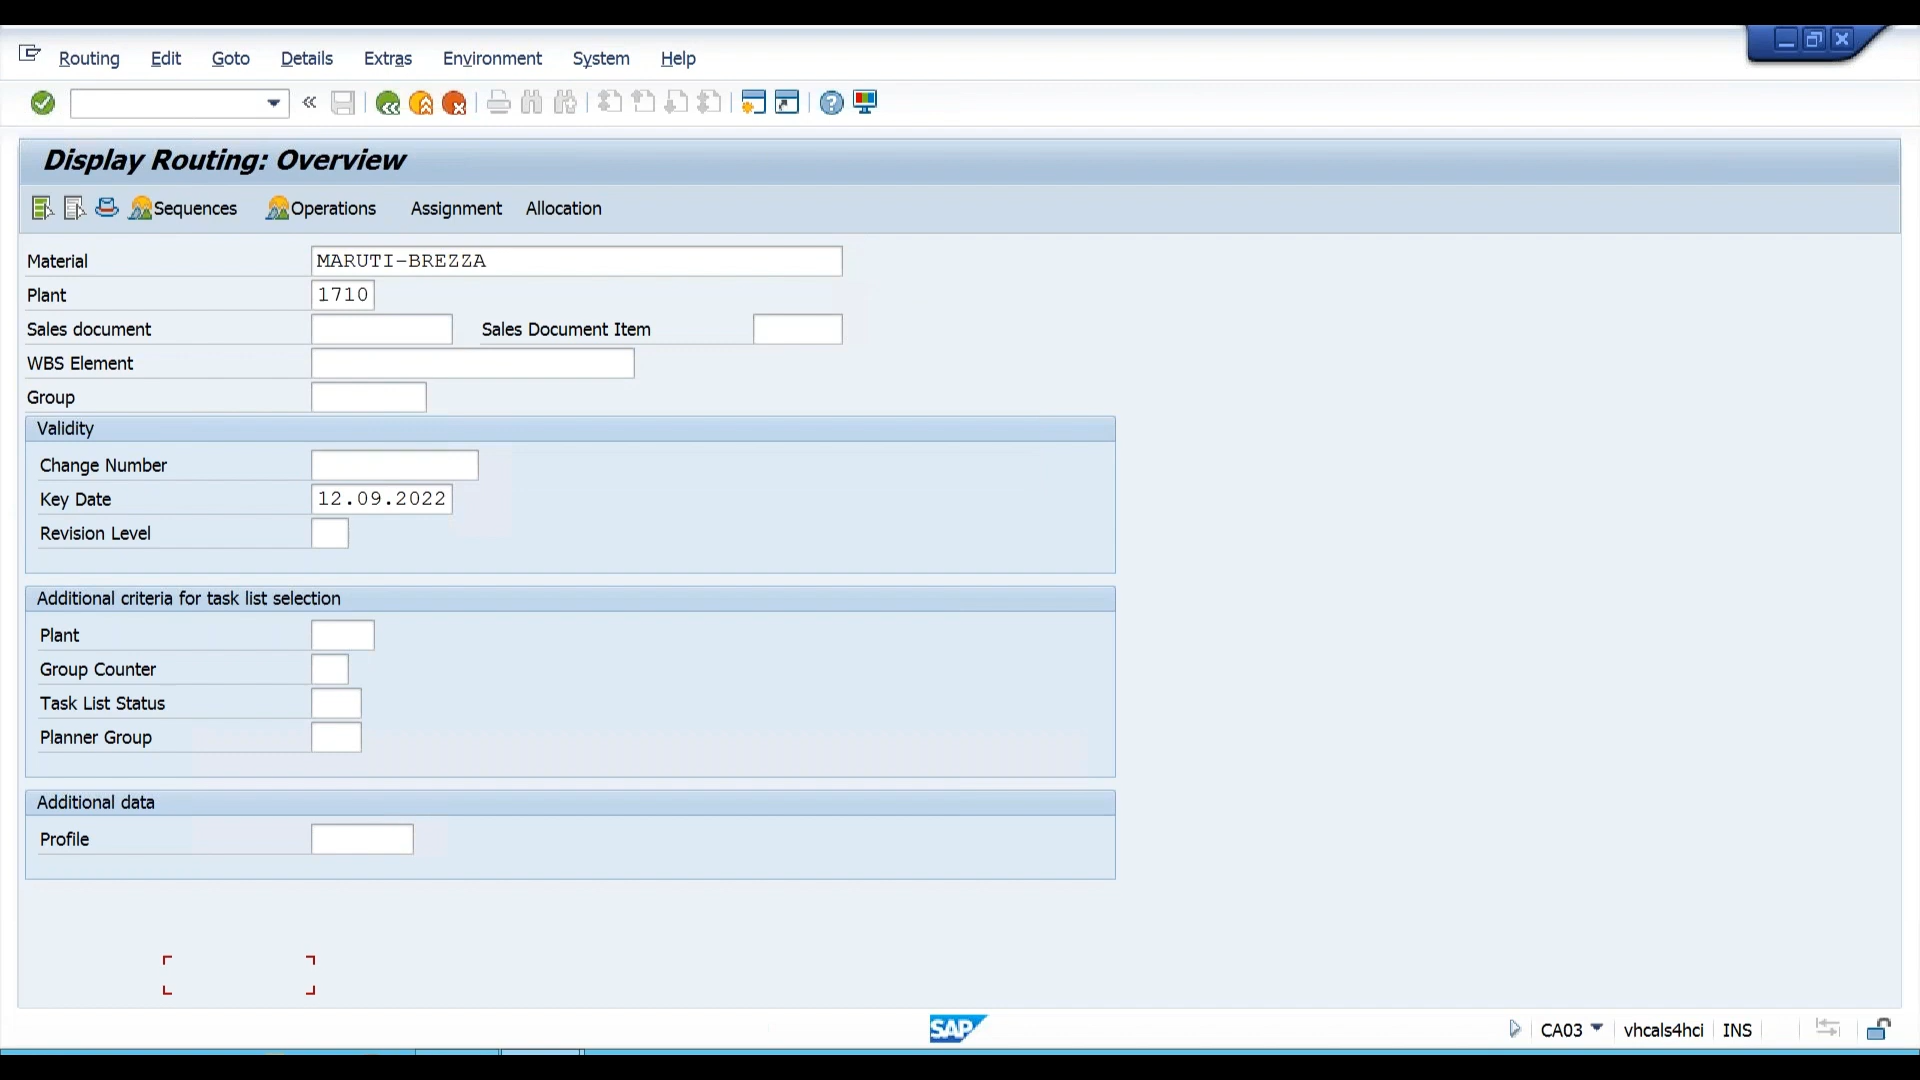 Routing Edit Goto Details Extras Environment System Help
Display Routing: Overview
Sequences Operations Assignment Allocation
Material MARUTI-BREZZA
Plant 1710
Sales document Sales Document Item
WBS Element
Group
Validity
Change Number
Key Date 12.09.2022
Revision Level
Additional criteria for task list selection
Plant
Group Counter
Task List Status
Planner Group
Additional data
Profile
SAP CA03 vhcals4hci INS